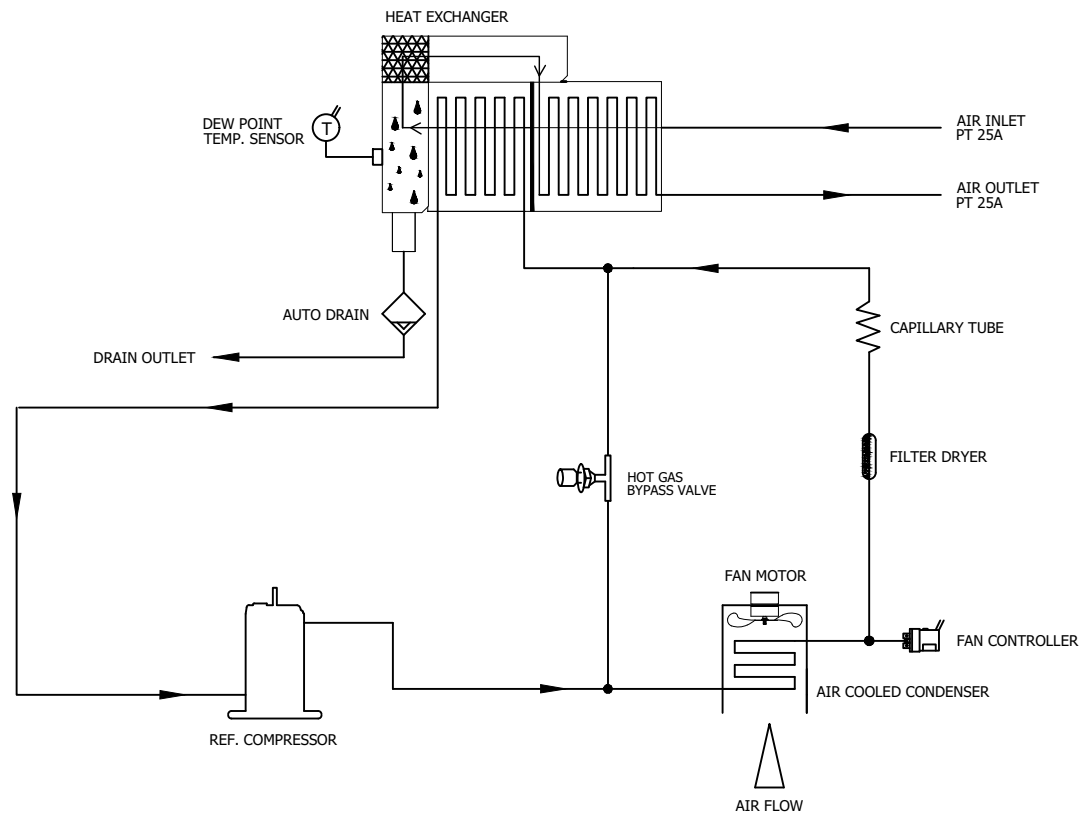 HEAT EXCHANGER
DEW POINT
TEMP. SENSOR
T
AIR INLET
PT 25A
AIR OUTLET
PT 25A
AUTO DRAIN
CAPILLARY TUBE
DRAIN OUTLET
FILTER DRYER
HOT GAS
BYPASS VALVE
FAN MOTOR
FAN CONTROLLER
AIR COOLED CONDENSER
REF. COMPRESSOR
AIR FLOW